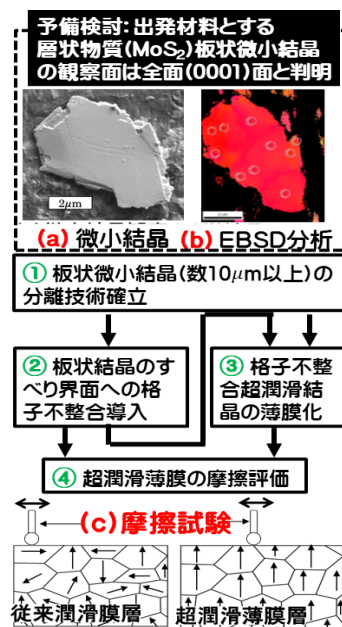 予備検討：出発材料とする
層状物質(MoS₂)板状微小結晶
の観察面は全面(0001)面と判明
2μm
(a) 微小結晶 (b) EBSD分析
① 板状微小結晶(数10μm以上)の
分離技術確立
② 板状結晶のす
べり界面への格
子不整合導入
③ 格子不整
合超潤滑結
晶の薄膜化
④ 超潤滑薄膜の摩擦評価
(c)摩擦試験
従来潤滑膜層
超潤滑薄膜層